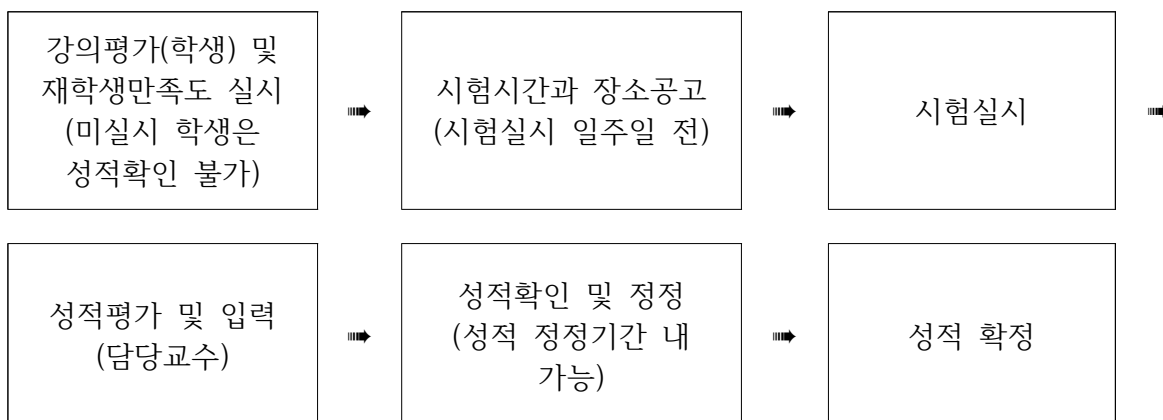 강의평가(학생) 및
재학생만족도 실시
(미실시 학생은
성적확인 불가)
시험시간과 장소공고
(시험실시 일주일 전)
시험실시
성적평가 및 입력
(담당교수)
성적확인 및 정정
(성적 정정기간 내
가능)
성적 확정